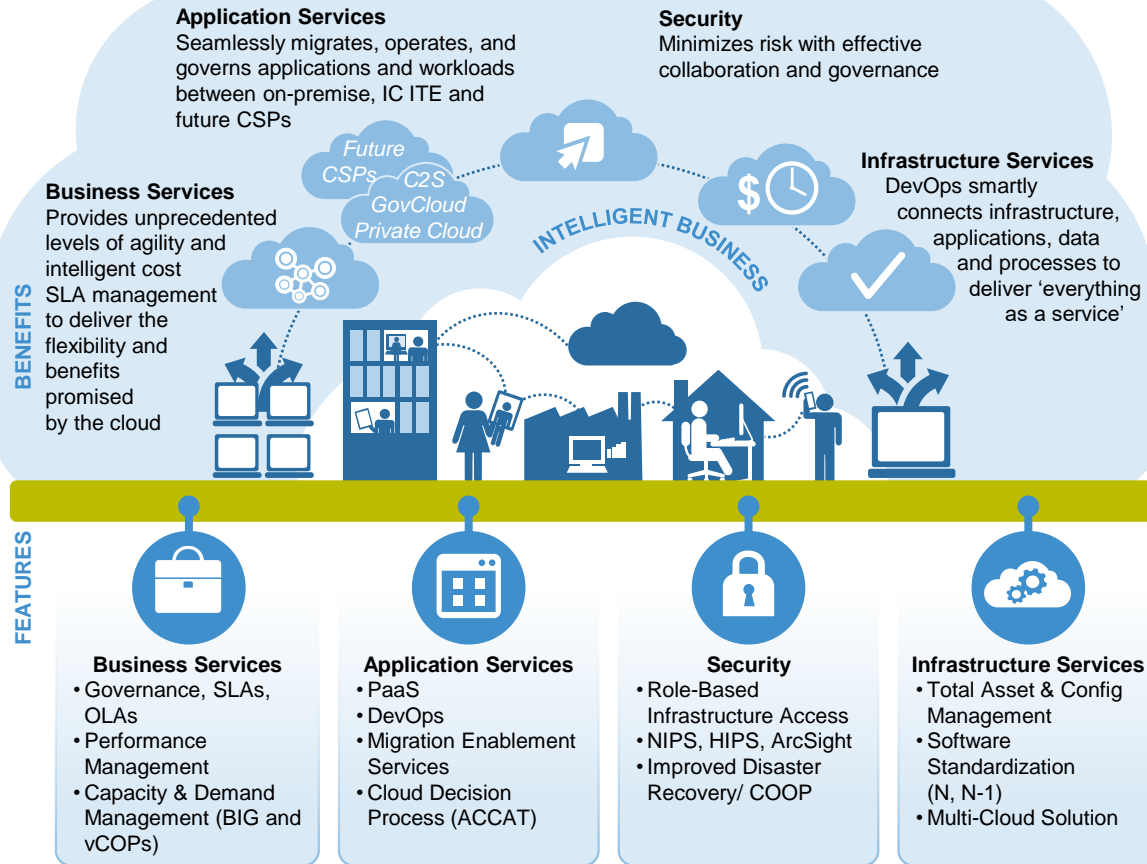 Application Services
Seamlessly migrates, operates, and
governs applications and workloads
between on-premise, IC ITE and
future CSPs
Security
Minimizes risk with effective
collaboration and governance
Future
CSPs
C2S
GovCloud
Private Cloud
$
INTELLIGENT BUSINESS
Infrastructure Services
DevOps smartly
connects infrastructure,
applications, data
and processes to
deliver ‘everything
as a service’
Business Services
Provides unprecedented
levels of agility and
intelligent cost
SLA management
to deliver the
flexibility and
benefits
promised
by the cloud
BENEFITS
FEATURES
Business Services
• Governance, SLAs,
OLAs
• Performance
Management
• Capacity & Demand
Management (BIG and
vCOPs)
Application Services
• PaaS
• DevOps
• Migration Enablement
Services
• Cloud Decision
Process (ACCAT)
Security
• Role-Based
Infrastructure Access
• NIPS, HIPS, ArcSight
• Improved Disaster
Recovery/ COOP
Infrastructure Services
• Total Asset & Config
Management
• Software
Standardization
(N, N-1)
• Multi-Cloud Solution